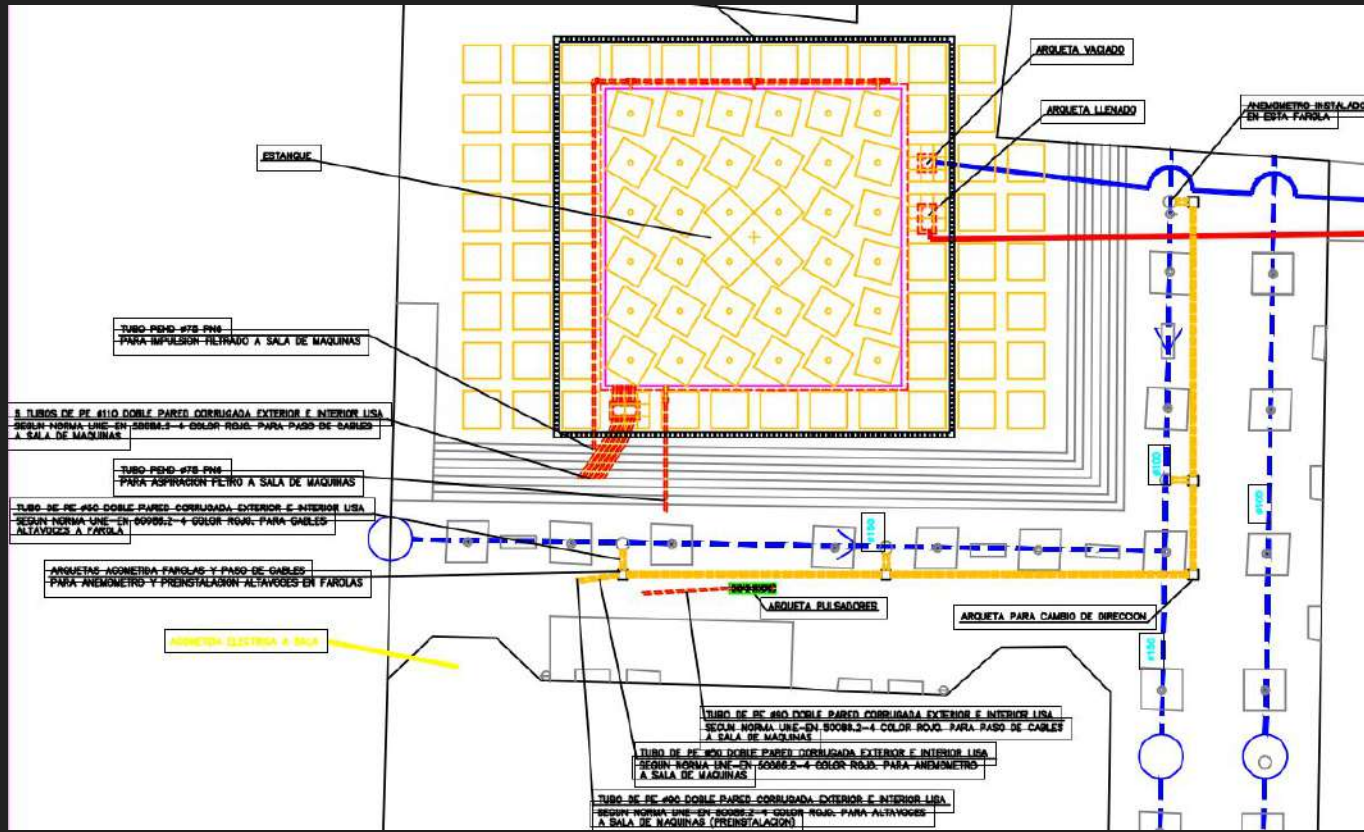 ARQUETA VACIADO
ARQUETA LLENADO
ANEMOMETRO INSTALADO
EN ESTA FAROLA
ESTANQUE
TUBO PEHD ø75 PN6
PARA IMPULSION FILTRADO A SALA DE MAQUINAS
5 TUBOS DE PE ø110 DOBLE PARED CORRUGADA EXTERIOR E INTERIOR LISA
SEGUN NORMA UNE-EN 50086.2-4 COLOR ROJO. PARA PASO DE CABLES
A SALA DE MAQUINAS
TUBO PEHD ø75 PN6
PARA ASPIRACION FILTRO A SALA DE MAQUINAS
TUBO DE PE DOBLE PARED CORRUGADA EXTERIOR E INTERIOR LISA
SEGUN NORMA UNE-EN 50086.2-4 COLOR ROJO. PARA CABLES
ALTAVOCES A FAROLA
ø100
ø100
ø150
ARQUETAS ACOMETIDA FAROLAS Y PASO DE CABLES
PARA ANEMOMETRO Y PREINSTALACION ALTAVOCES EN FAROLAS
ARQUETA PULSADORES
ARQUETA PARA CAMBIO DE DIRECCION
ACOMETIDA ELECTRICA A SALA
ø150
TUBO DE PE DOBLE PARED CORRUGADA EXTERIOR E INTERIOR LISA
SEGUN NORMA UNE-EN 50086.2-4 COLOR ROJO. PARA PASO DE CABLES
A SALA DE MAQUINAS
TUBO DE PE DOBLE PARED CORRUGADA EXTERIOR E INTERIOR LISA
SEGUN NORMA UNE-EN 50086.2-4 COLOR ROJO. PARA ANEMOMETRO
A SALA DE MAQUINAS
TUBO DE PE DOBLE PARED CORRUGADA EXTERIOR E INTERIOR LISA
SEGUN NORMA UNE-EN 50086.2-4 COLOR ROJO. PARA ALTAVOCES
A SALA DE MAQUINAS (PREINSTALACION)